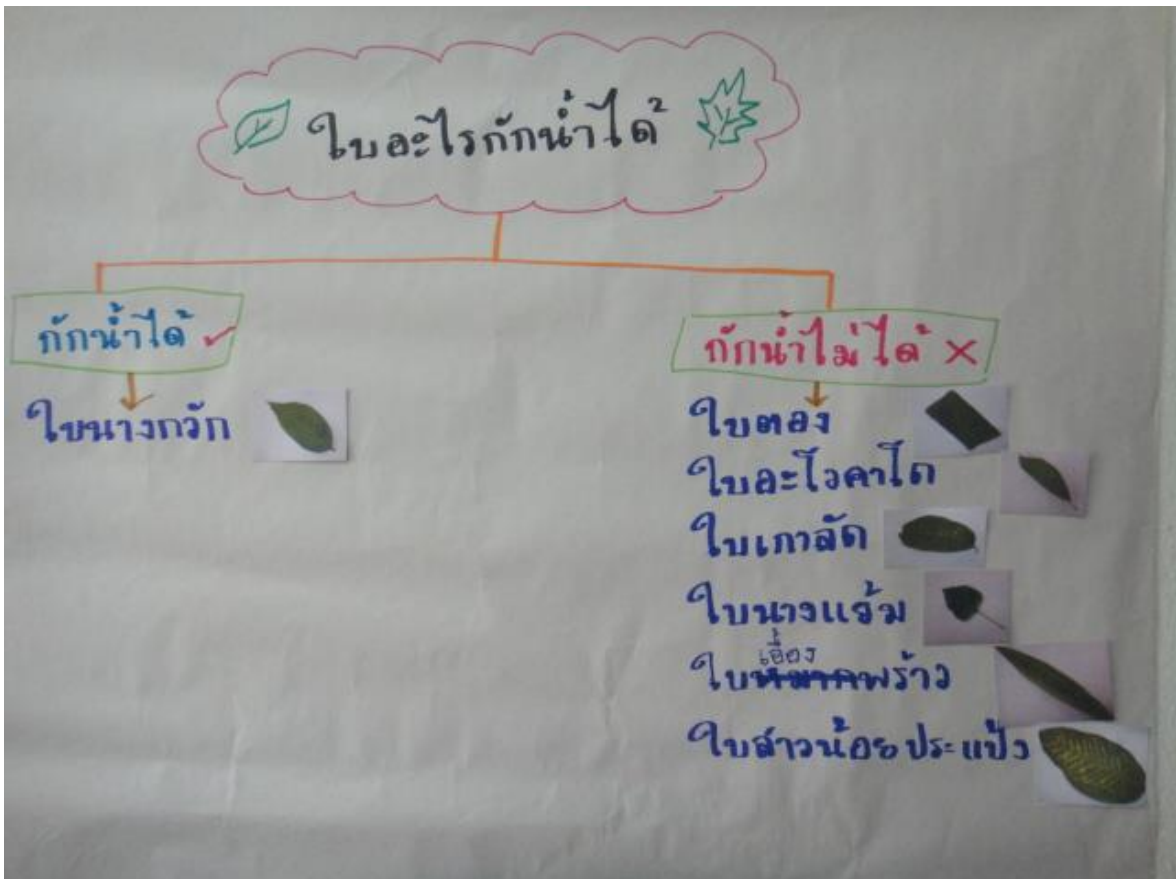 ใบอะไรกักน้ำได้
กักน้ำได้ ✓
ใบนางกวัก
กักน้ำไม่ได้ ×
ใบตอง
ใบอะโวคาโด
ใบเกาลัด
ใบนางแย้ม
ใบเอื้องพร้าว
ใบสาวน้อยประแป้ง